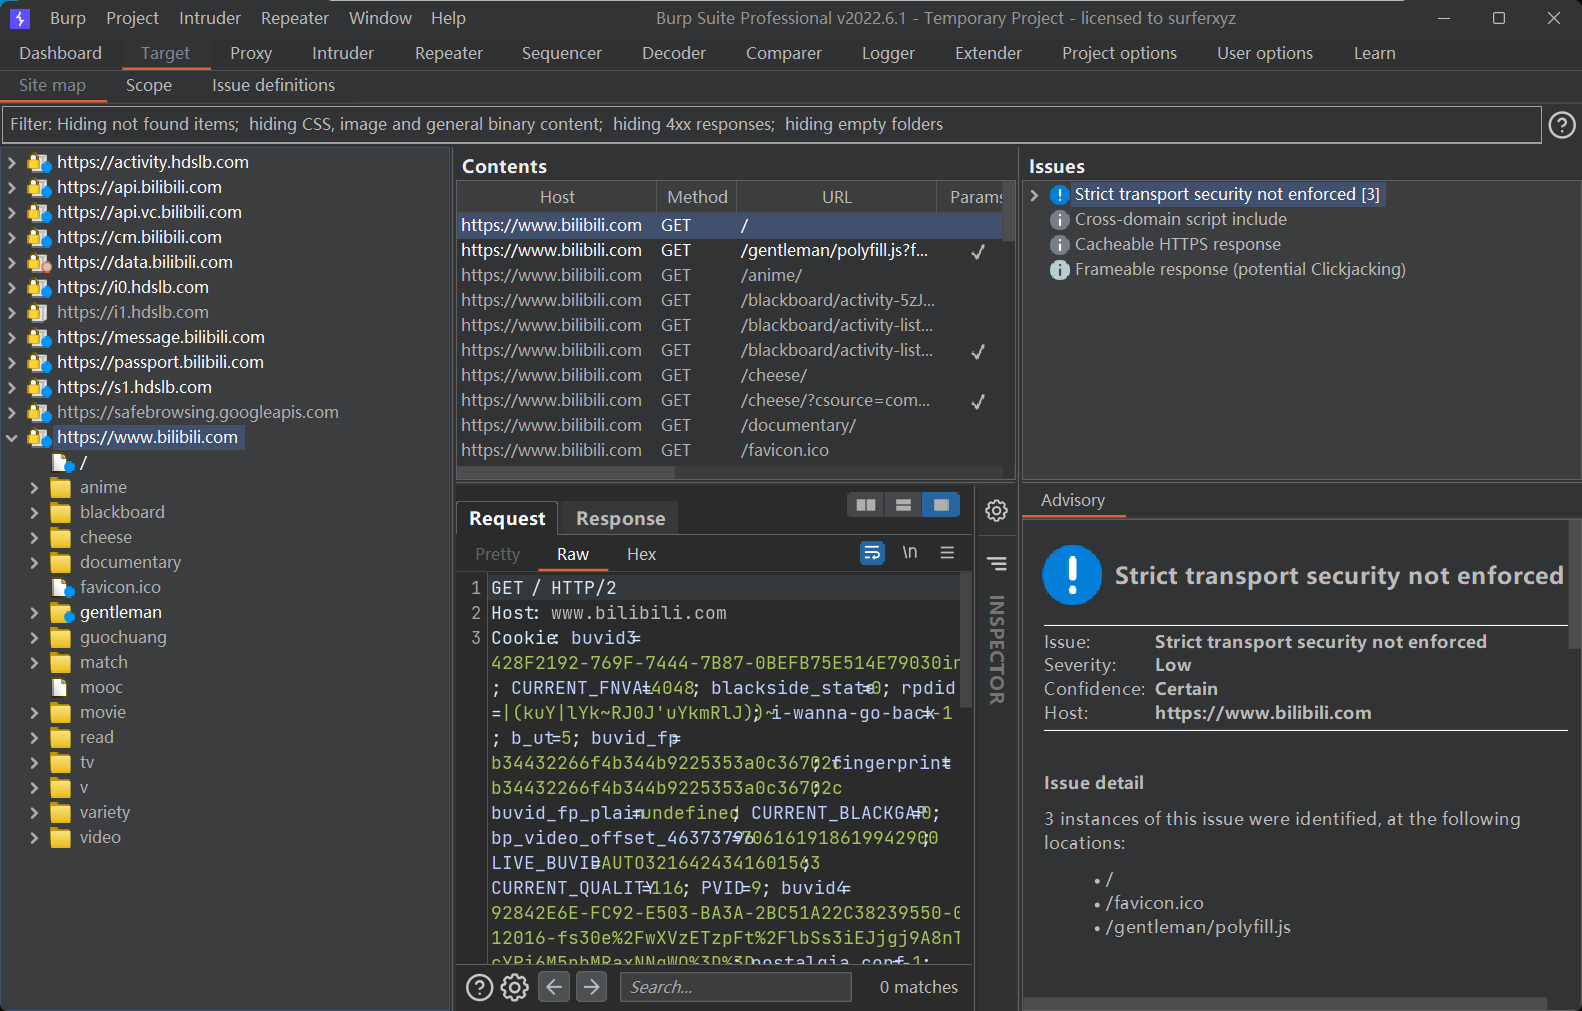 Burp Project Intruder Repeater Window Help Burp Suite Professional v2022.6.1 - Temporary Project - licensed to surferxyz
Dashboard Target Proxy Intruder Repeater Sequencer Decoder Comparer Logger Extender Project options User options Learn
Site map Scope Issue definitions
Filter: Hiding not found items; hiding CSS, image and general binary content; hiding 4xx responses; hiding empty folders
https://activity.hdslb.com
https://api.bilibili.com
https://api.vc.bilibili.com
https://cm.bilibili.com
https://data.bilibili.com
https://i0.hdslb.com
https://i1.hdslb.com
https://message.bilibili.com
https://passport.bilibili.com
https://s1.hdslb.com
https://safebrowsing.googleapis.com
https://www.bilibili.com
/
anime
blackboard
cheese
documentary
favicon.ico
gentleman
guochuang
match
mooc
movie
read
tv
v
variety
video
Contents
Host Method URL Params
https://www.bilibili.com GET /
https://www.bilibili.com GET /gentleman/polyfill.js?f... ✓
https://www.bilibili.com GET /anime/
https://www.bilibili.com GET /blackboard/activity-5zJ...
https://www.bilibili.com GET /blackboard/activity-list...
https://www.bilibili.com GET /blackboard/activity-list... ✓
https://www.bilibili.com GET /cheese/
https://www.bilibili.com GET /cheese/?csource=com... ✓
https://www.bilibili.com GET /documentary/
https://www.bilibili.com GET /favicon.ico
Request Response
Pretty Raw Hex \n
1 GET / HTTP/2
2 Host: www.bilibili.com
3 Cookie: buvid3=
428F2192-769F-7444-7B87-0BEFB75E514E79030in
; CURRENT_FNVAL=4048; blackside_state=0; rpdid
=|(kuY|lYk~RJ0J'uYkmRlJ))~; i-wanna-go-back=-1
; b_ut=5; buvid_fp=
b34432266f4b344b9225353a0c36702c; fingerprint=
b34432266f4b344b9225353a0c36702c;
buvid_fp_plain=undefined; CURRENT_BLACKGAP=0;
bp_video_offset_46373796=706161918619942900;
LIVE_BUVID=AUTO3216424341601563;
CURRENT_QUALITY=116; PVID=9; buvid4=
92842E6E-FC92-E503-BA3A-2BC51A22C38239550-0
12016-fs30e%2FwXVzETzpFt%2FlbSs3iEJjgj9A8nT
; nostalgia_conf=-1;
Search... 0 matches
INSPECTOR
Issues
Strict transport security not enforced [3]
Cross-domain script include
Cacheable HTTPS response
Frameable response (potential Clickjacking)
Advisory
Strict transport security not enforced
Issue: Strict transport security not enforced
Severity: Low
Confidence: Certain
Host: https://www.bilibili.com
Issue detail
3 instances of this issue were identified, at the following
locations:
• /
• /favicon.ico
• /gentleman/polyfill.js